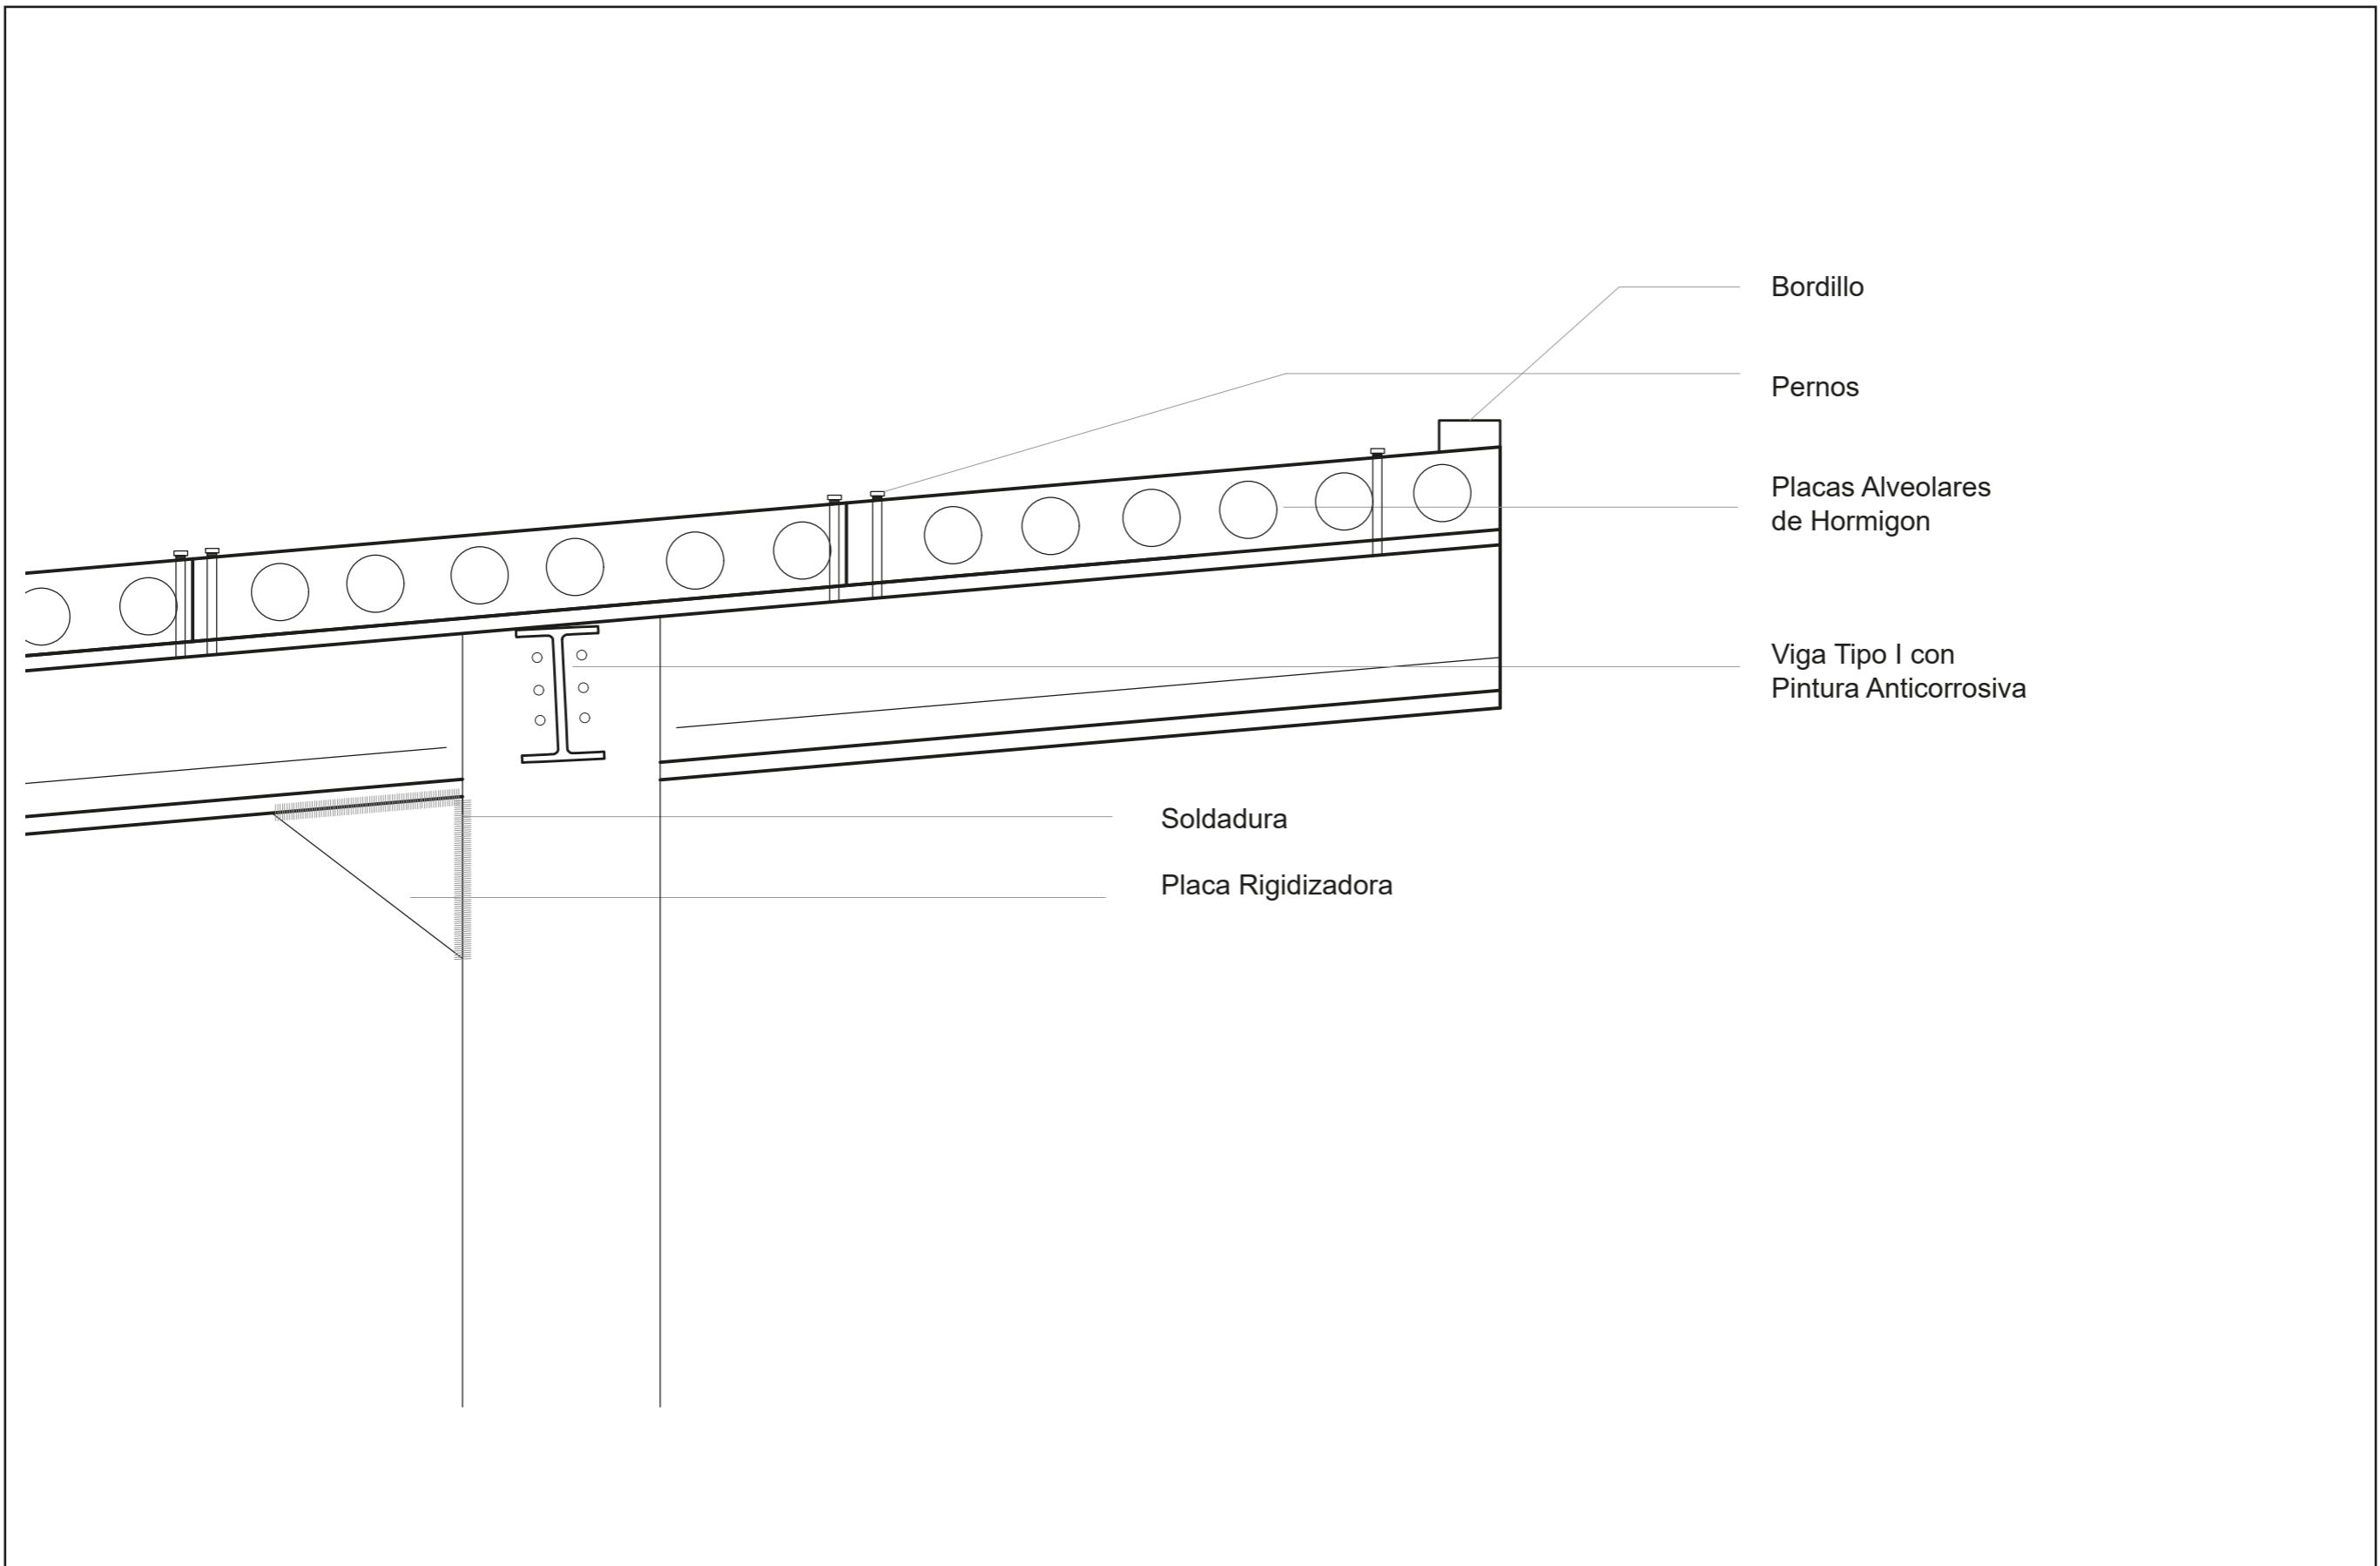 Bordillo
Pernos
Placas Alveolares
de Hormigon
Viga Tipo I con
Pintura Anticorrosiva
Soldadura
Placa Rigidizadora